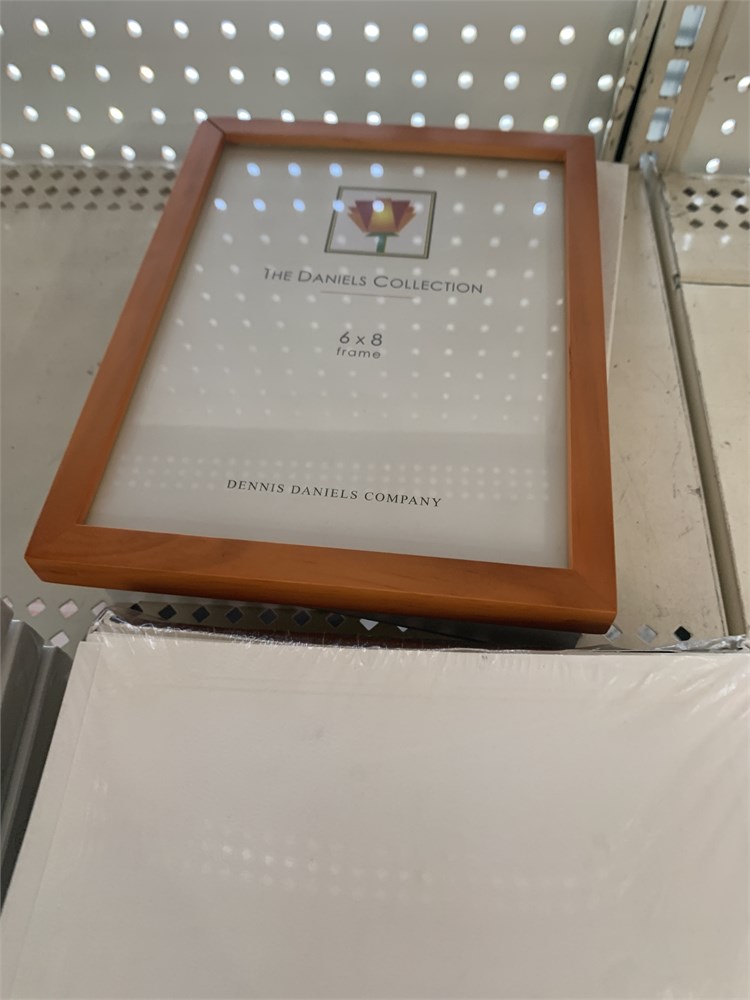 THE DANIELS COLLECTION
6 x 8
frame
DENNIS DANIELS COMPANY